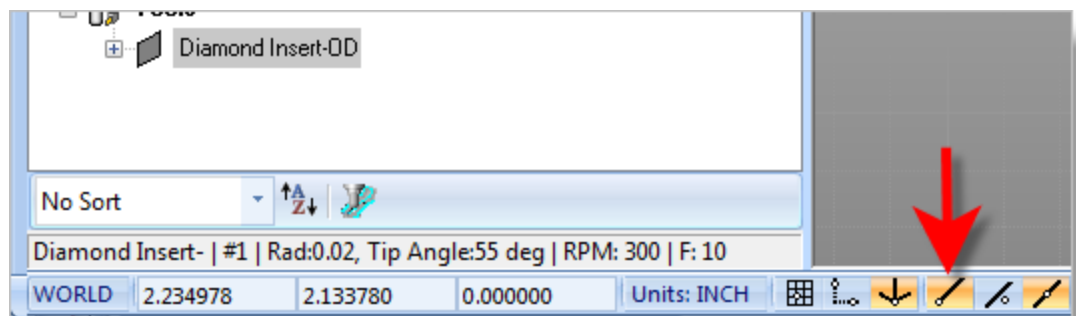 Diamond Insert-OD
No Sort
Diamond Insert- | #1 | Rad:0.02, Tip Angle:55 deg | RPM: 300 | F: 10
WORLD 2.234978 2.133780 0.000000 Units: INCH